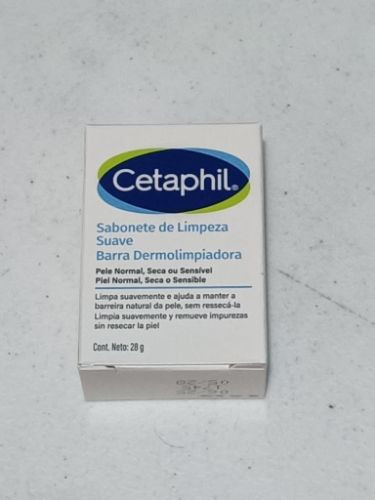 Cetaphil®
Sabonete de Limpeza
Suave
Barra Dermolimpiadora
Pele Normal, Seca ou Sensível
Piel Normal, Seca o Sensible
Limpa suavemente e ajuda a manter a
barreira natural da pele, sem ressecá-la
Limpia suavemente y remueve impurezas
sin resecar la piel
Cont. Neto: 28 g